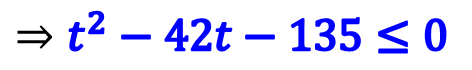 ⇒ t² − 42t − 135 ≤ 0